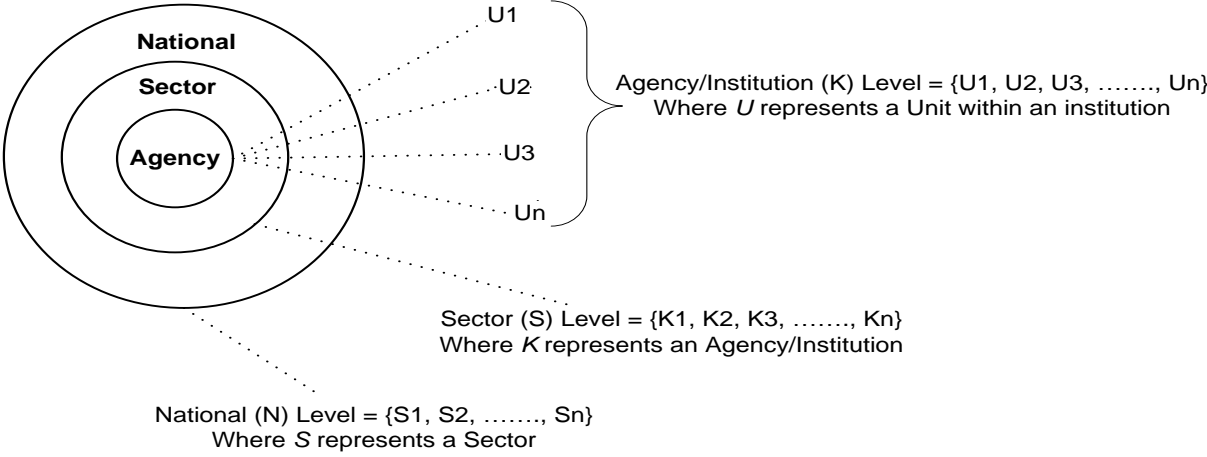 National
Sector
Agency
U1
U2
U3
Un
Agency/Institution (K) Level = {U1, U2, U3, ……., Un}
Where U represents a Unit within an institution
Sector (S) Level = {K1, K2, K3, ……., Kn}
Where K represents an Agency/Institution
National (N) Level = {S1, S2, ……., Sn}
Where S represents a Sector